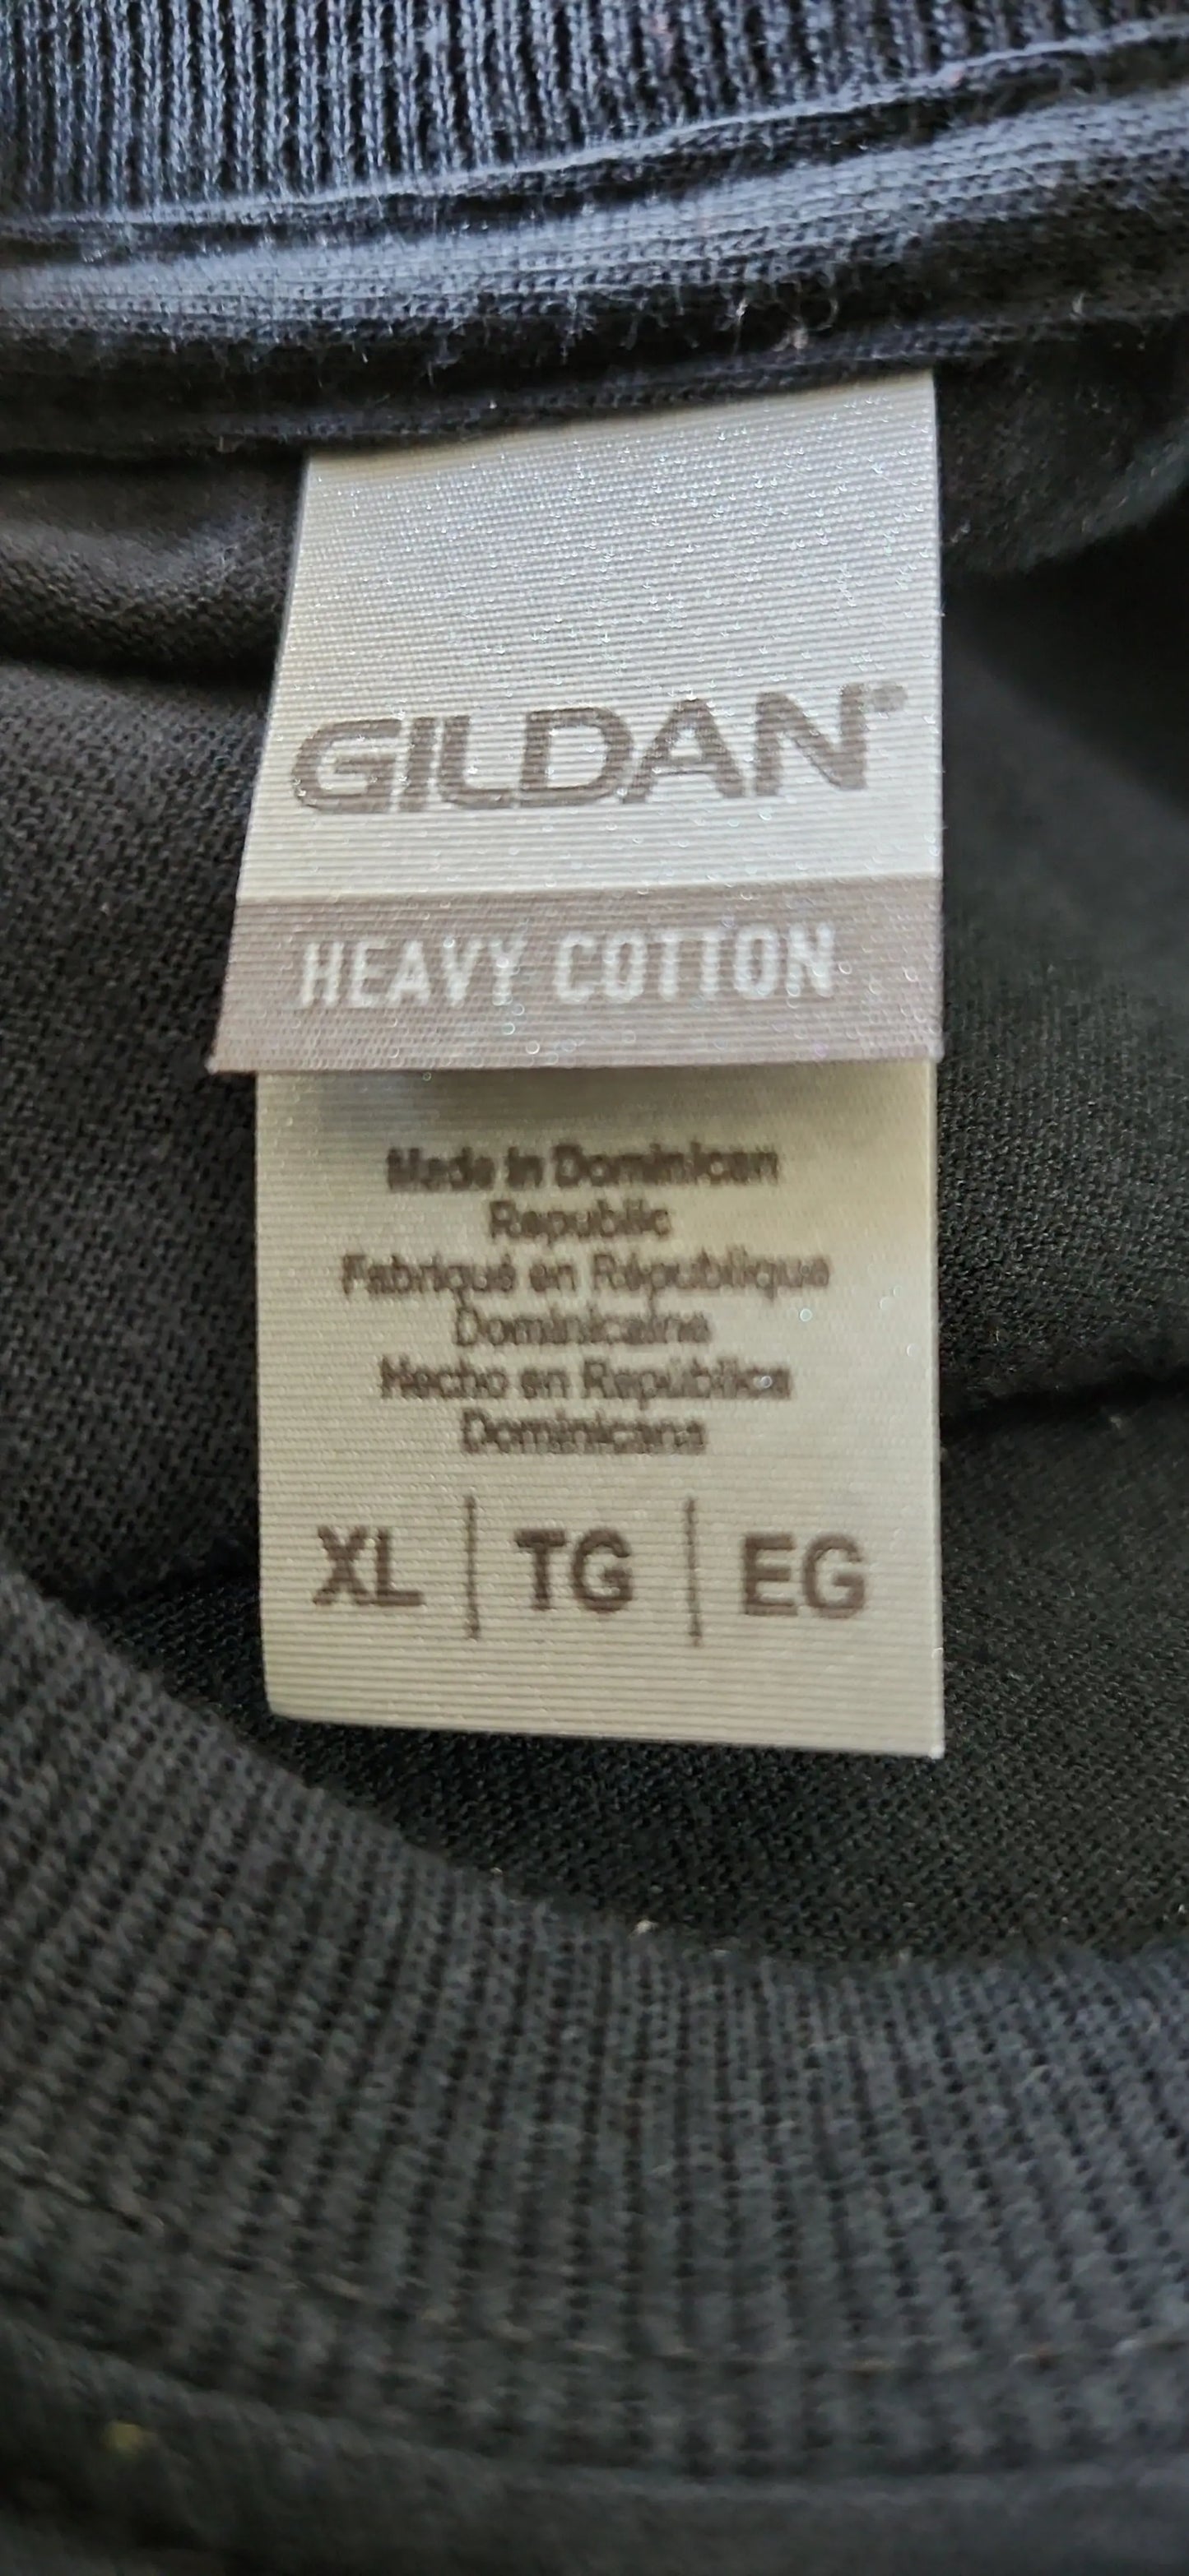 GILDAN®
HEAVY COTTON
Made in Dominican
Republic
Fabriqué en République
Dominicaine
Hecho en República
Dominicana
XL | TG | EG